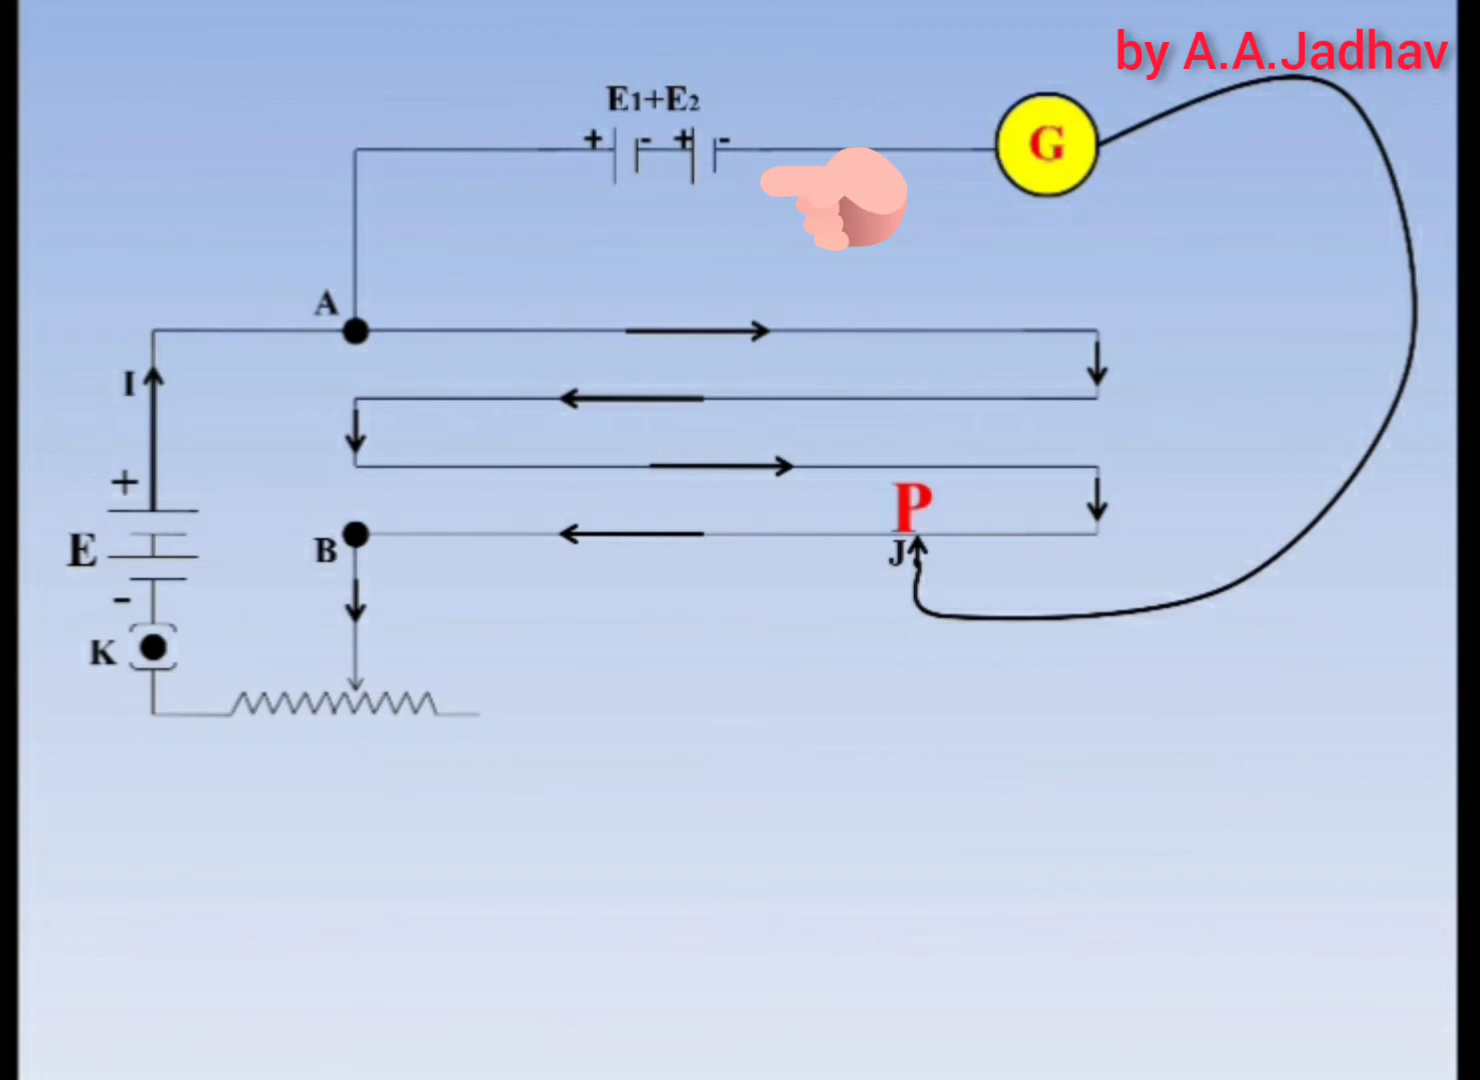 by A.A.Jadhav
E1+E2
+ - + -
G
A
I
+
P
E
B
J
-
K